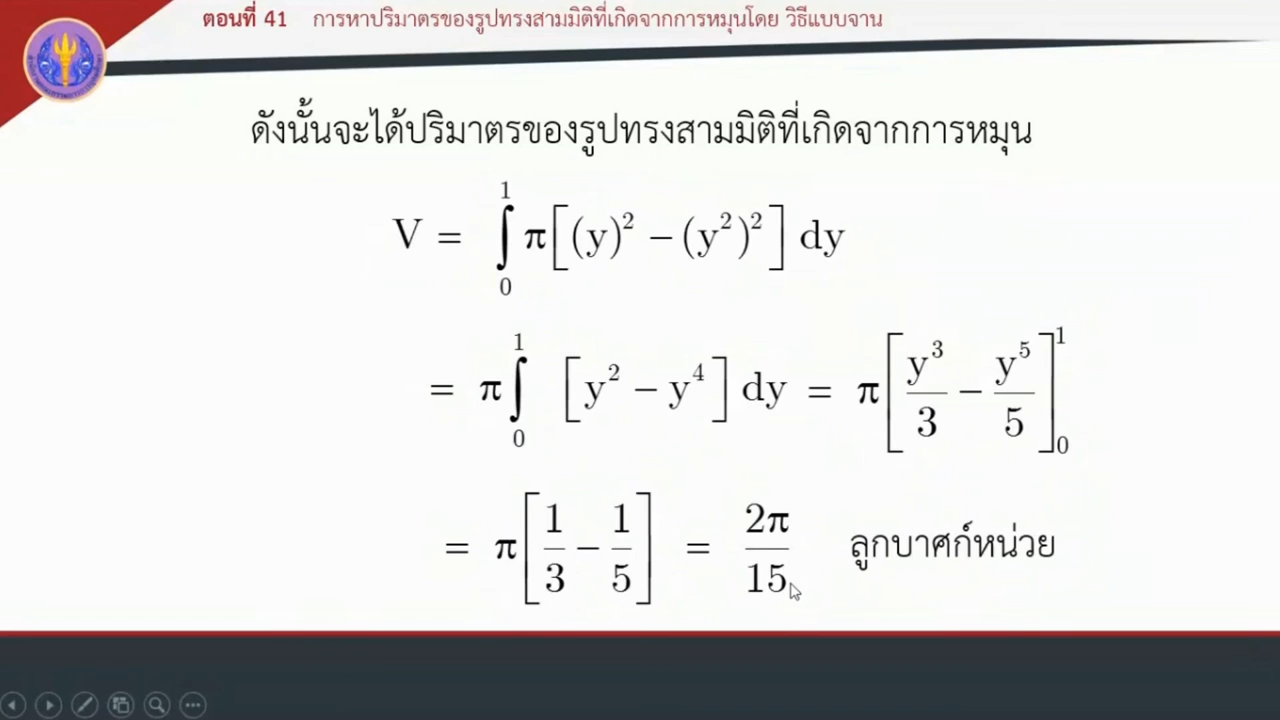 ตอนที่ 41 การหาปริมาตรของรูปทรงสามมิติที่เกิดจากการหมุนโดย วิธีแบบจาน
ดังนั้นจะได้ปริมาตรของรูปทรงสามมิติที่เกิดจากการหมุน
V = ∫₀¹ π[(y)² − (y²)²] dy
= π∫₀¹ [y² − y⁴] dy = π[y³/3 − y⁵/5]₀¹
= π[1/3 − 1/5] = 2π/15 ลูกบาศก์หน่วย